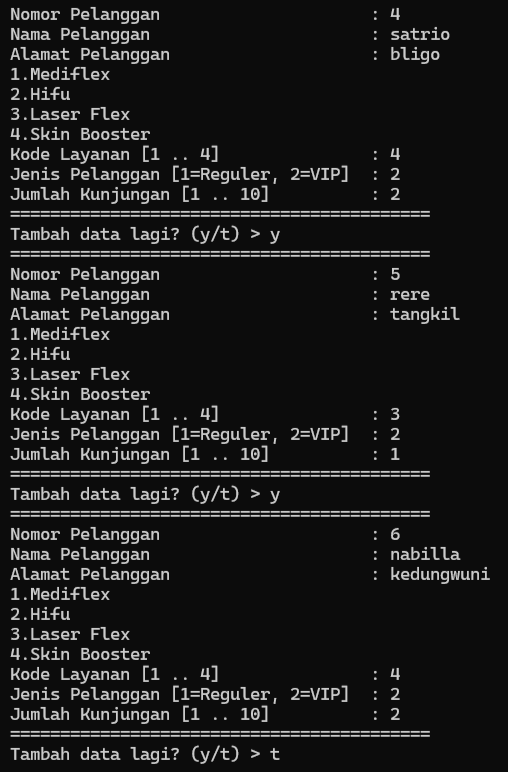 Nomor Pelanggan : 4
Nama Pelanggan : satrio
Alamat Pelanggan : bligo
1.Mediflex
2.Hifu
3.Laser Flex
4.Skin Booster
Kode Layanan [1 .. 4] : 4
Jenis Pelanggan [1=Reguler, 2=VIP] : 2
Jumlah Kunjungan [1 .. 10] : 2
==========================================
Tambah data lagi? (y/t) > y
==========================================
Nomor Pelanggan : 5
Nama Pelanggan : rere
Alamat Pelanggan : tangkil
1.Mediflex
2.Hifu
3.Laser Flex
4.Skin Booster
Kode Layanan [1 .. 4] : 3
Jenis Pelanggan [1=Reguler, 2=VIP] : 2
Jumlah Kunjungan [1 .. 10] : 1
==========================================
Tambah data lagi? (y/t) > y
==========================================
Nomor Pelanggan : 6
Nama Pelanggan : nabilla
Alamat Pelanggan : kedungwuni
1.Mediflex
2.Hifu
3.Laser Flex
4.Skin Booster
Kode Layanan [1 .. 4] : 4
Jenis Pelanggan [1=Reguler, 2=VIP] : 2
Jumlah Kunjungan [1 .. 10] : 2
==========================================
Tambah data lagi? (y/t) > t